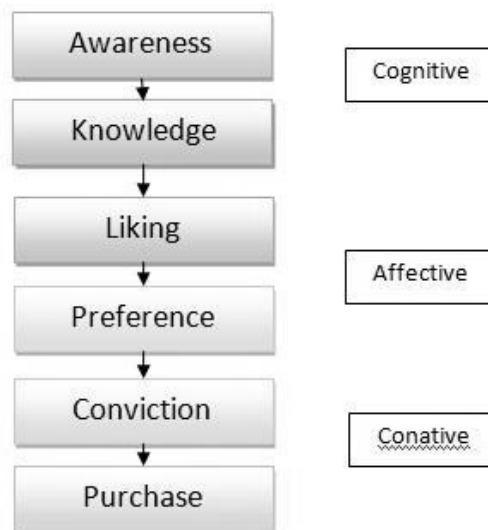 Awareness
Cognitive
Knowledge
Liking
Affective
Preference
Conviction
Conative
Purchase